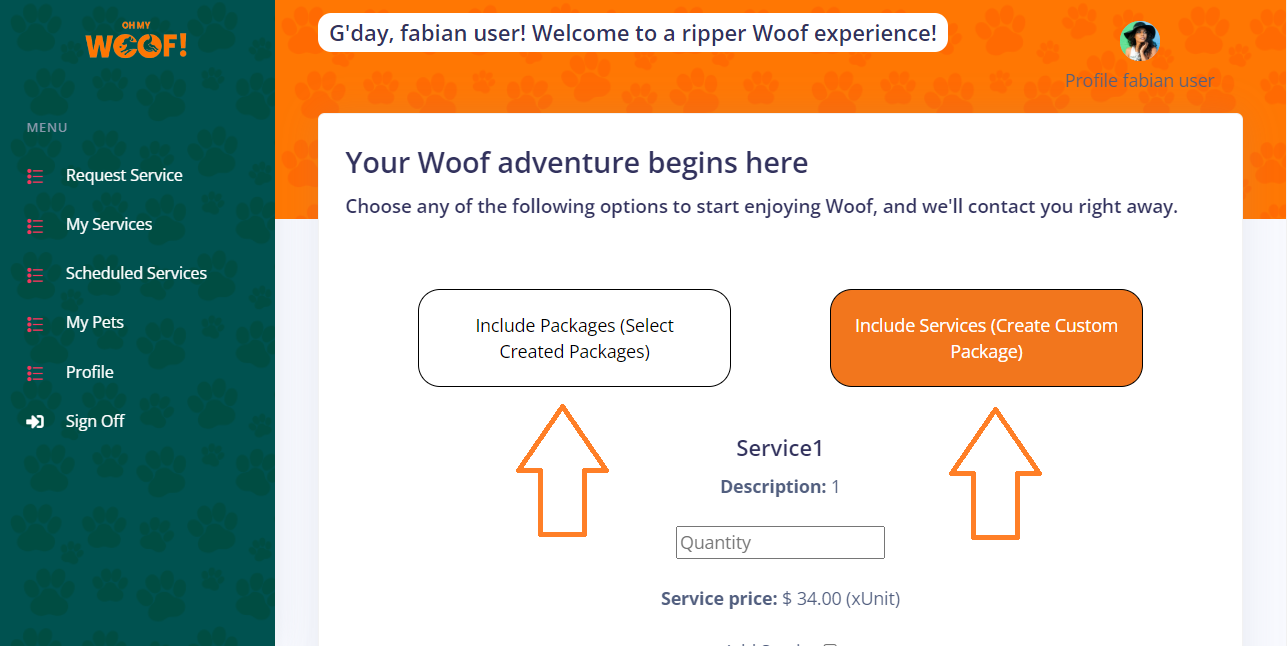 OH MY
WOOF!
G'day, fabian user! Welcome to a ripper Woof experience!
Profile fabian user
MENU
Request Service
My Services
Scheduled Services
My Pets
Profile
Sign Off
Your Woof adventure begins here
Choose any of the following options to start enjoying Woof, and we'll contact you right away.
Include Packages (Select
Created Packages)
Include Services (Create Custom
Package)
Service1
Description: 1
Quantity
Service price: $ 34.00 (xUnit)